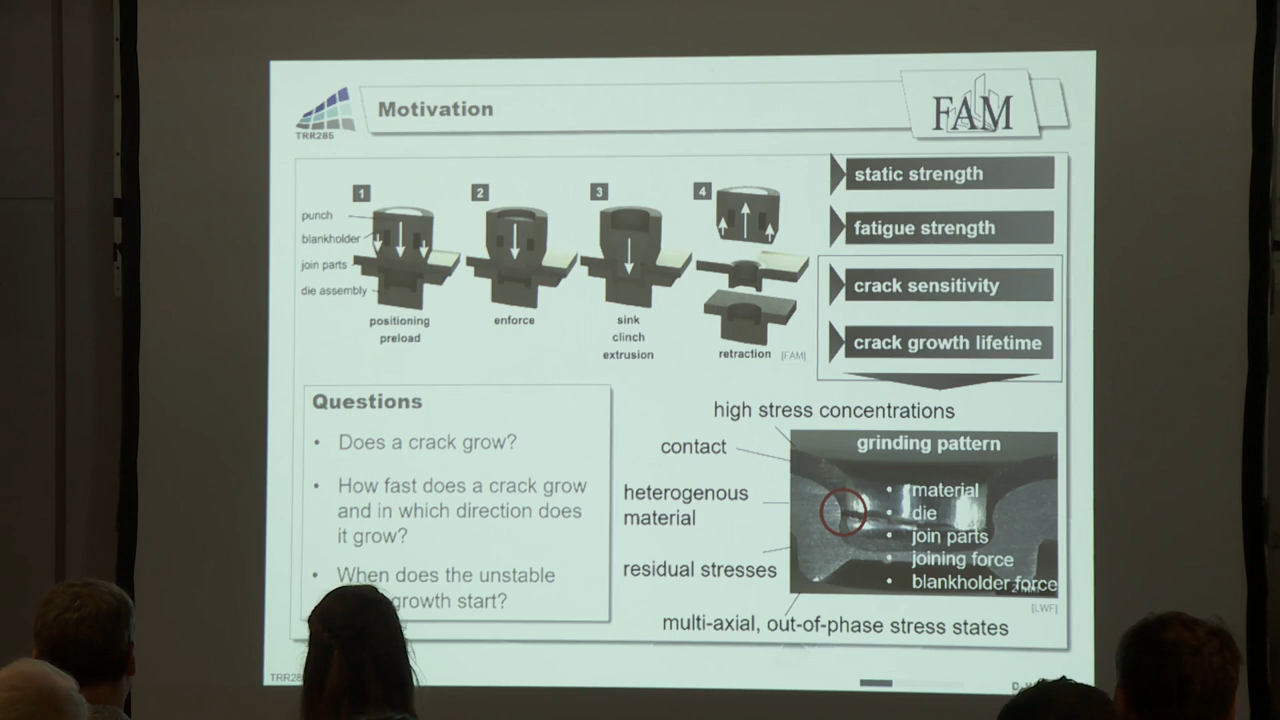 TRR285
Motivation
FAM
1
2
3
4
punch
blankholder
join parts
die assembly
positioning
preload
enforce
sink
clinch
extrusion
retraction
[FAM]
static strength
fatigue strength
crack sensitivity
crack growth lifetime
Questions
• Does a crack grow?
• How fast does a crack grow
and in which direction does
it grow?
• When does the unstable
growth start?
high stress concentrations
contact
heterogenous
material
residual stresses
multi-axial, out-of-phase stress states
grinding pattern
• material
• die
• join parts
• joining force
• blankholder force
[LWF]